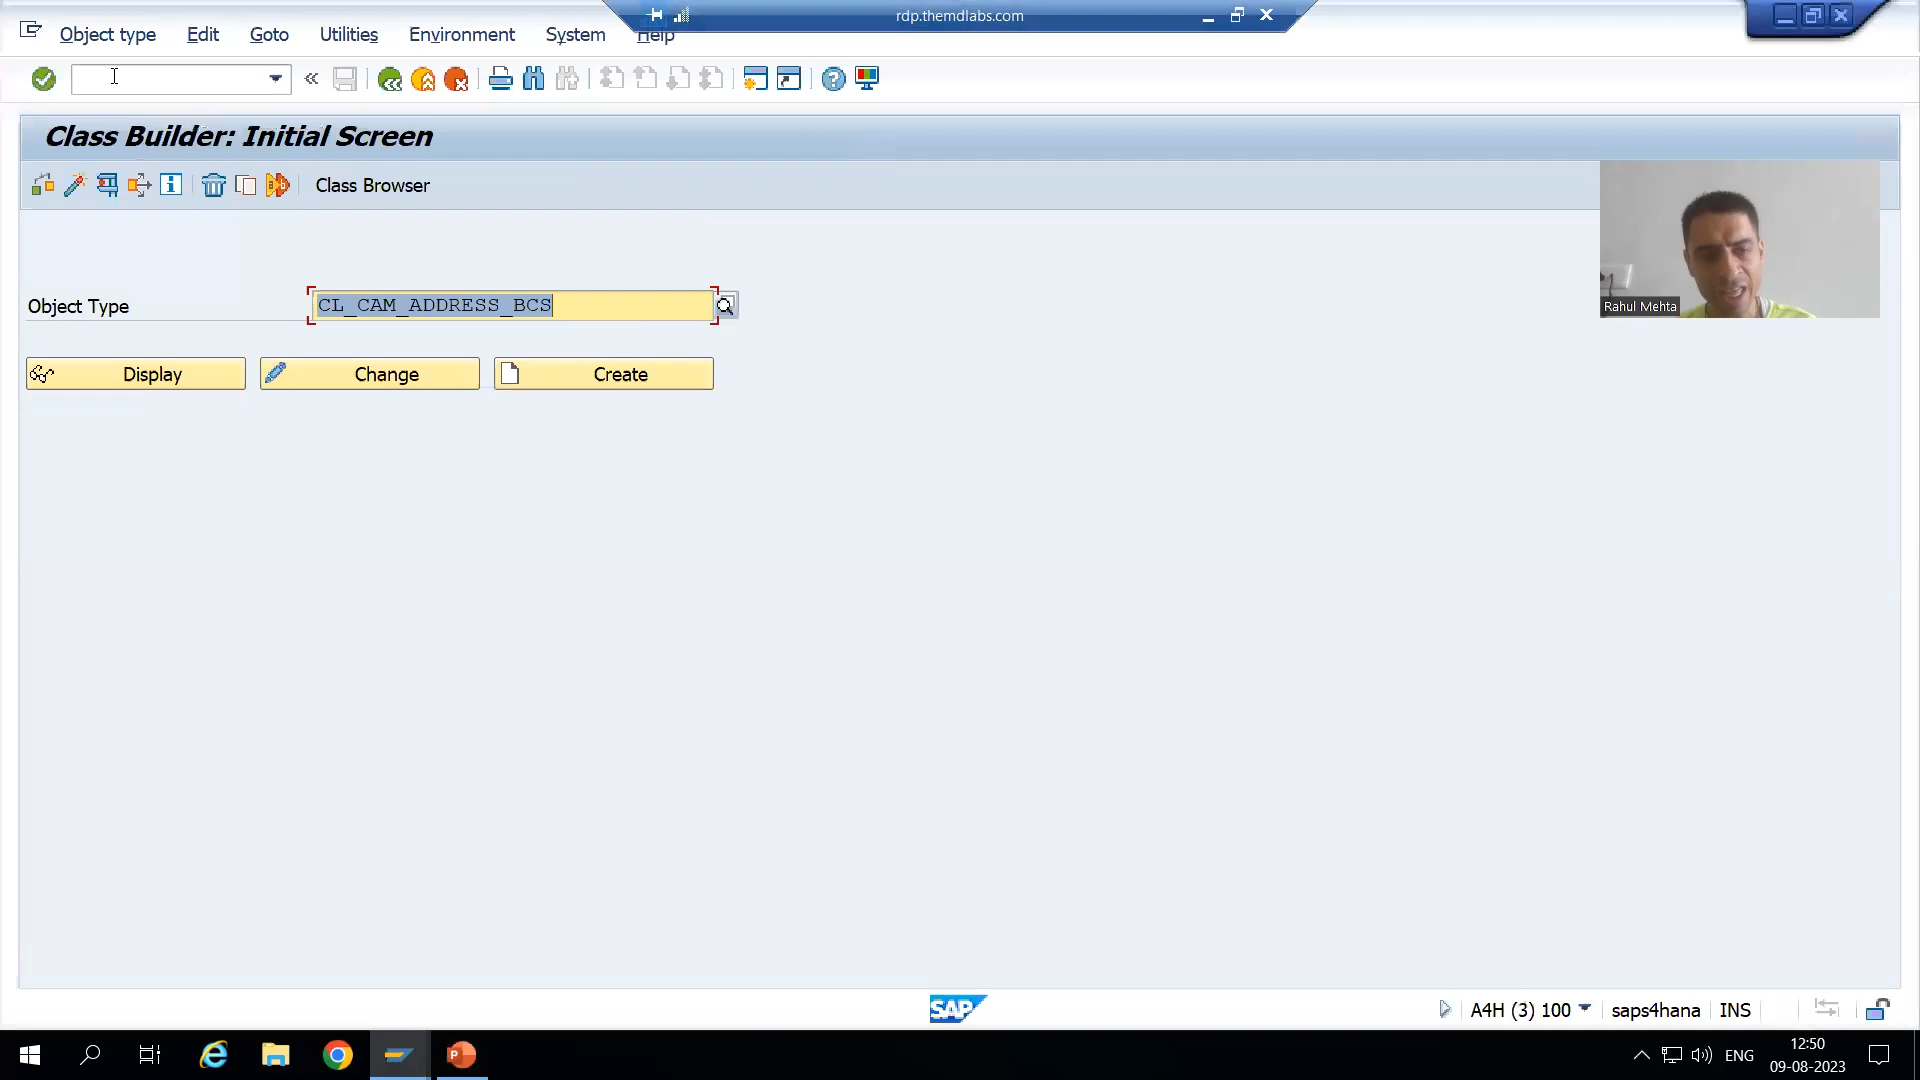 rdp.themdlabs.com
Object type Edit Goto Utilities Environment System Help
Class Builder: Initial Screen
Class Browser
Object Type CL_CAM_ADDRESS_BCS
Display Change Create
Rahul Mehta
SAP A4H (3) 100 saps4hana INS
ENG 12:50
09-08-2023